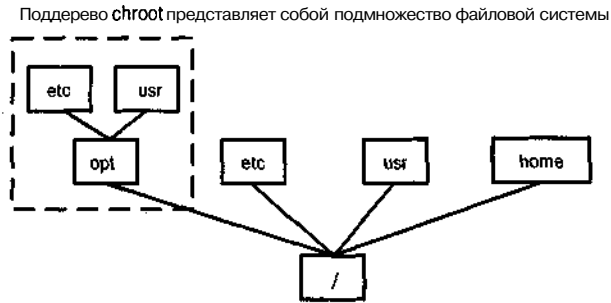 Поддерево chroot представляет собой подмножество файловой системы
etc usr
opt etc usr home
/